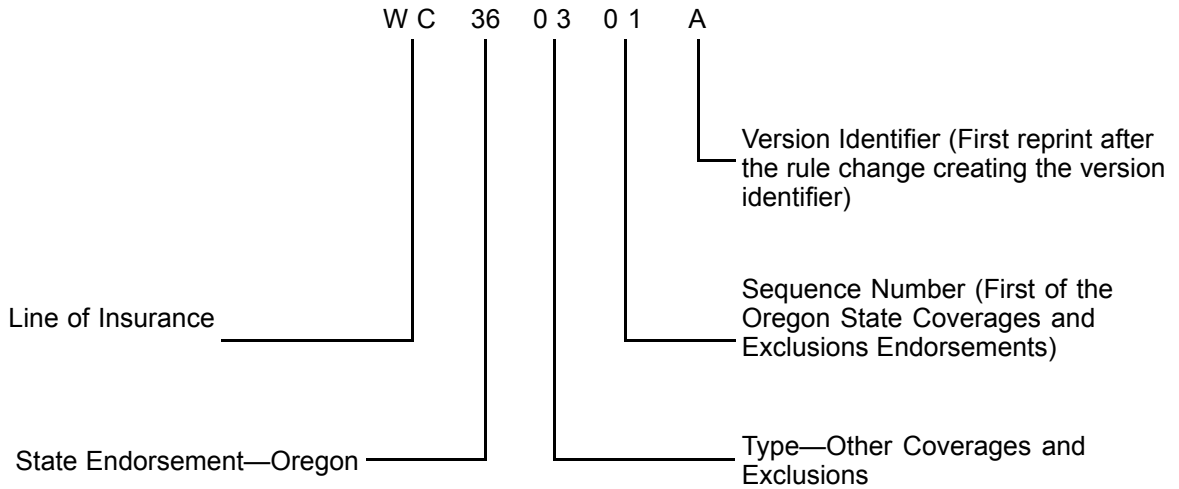 W C 36 0 3 0 1 A
Version Identifier (First reprint after
the rule change creating the version
identifier)
Sequence Number (First of the
Oregon State Coverages and
Exclusions Endorsements)
Line of Insurance
Type—Other Coverages and
Exclusions
State Endorsement—Oregon